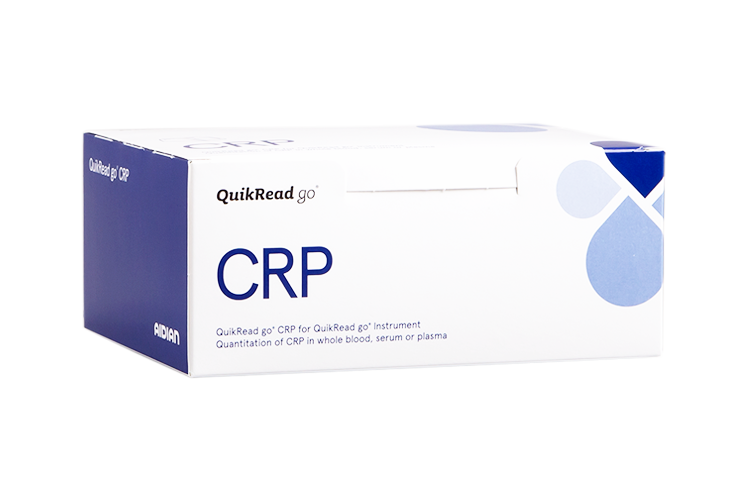 CRP
QuikRead go® CRP
QuikRead go®
CRP
QuikRead go® CRP for QuikRead go® Instrument
Quantitation of CRP in whole blood, serum or plasma
AIDIAN